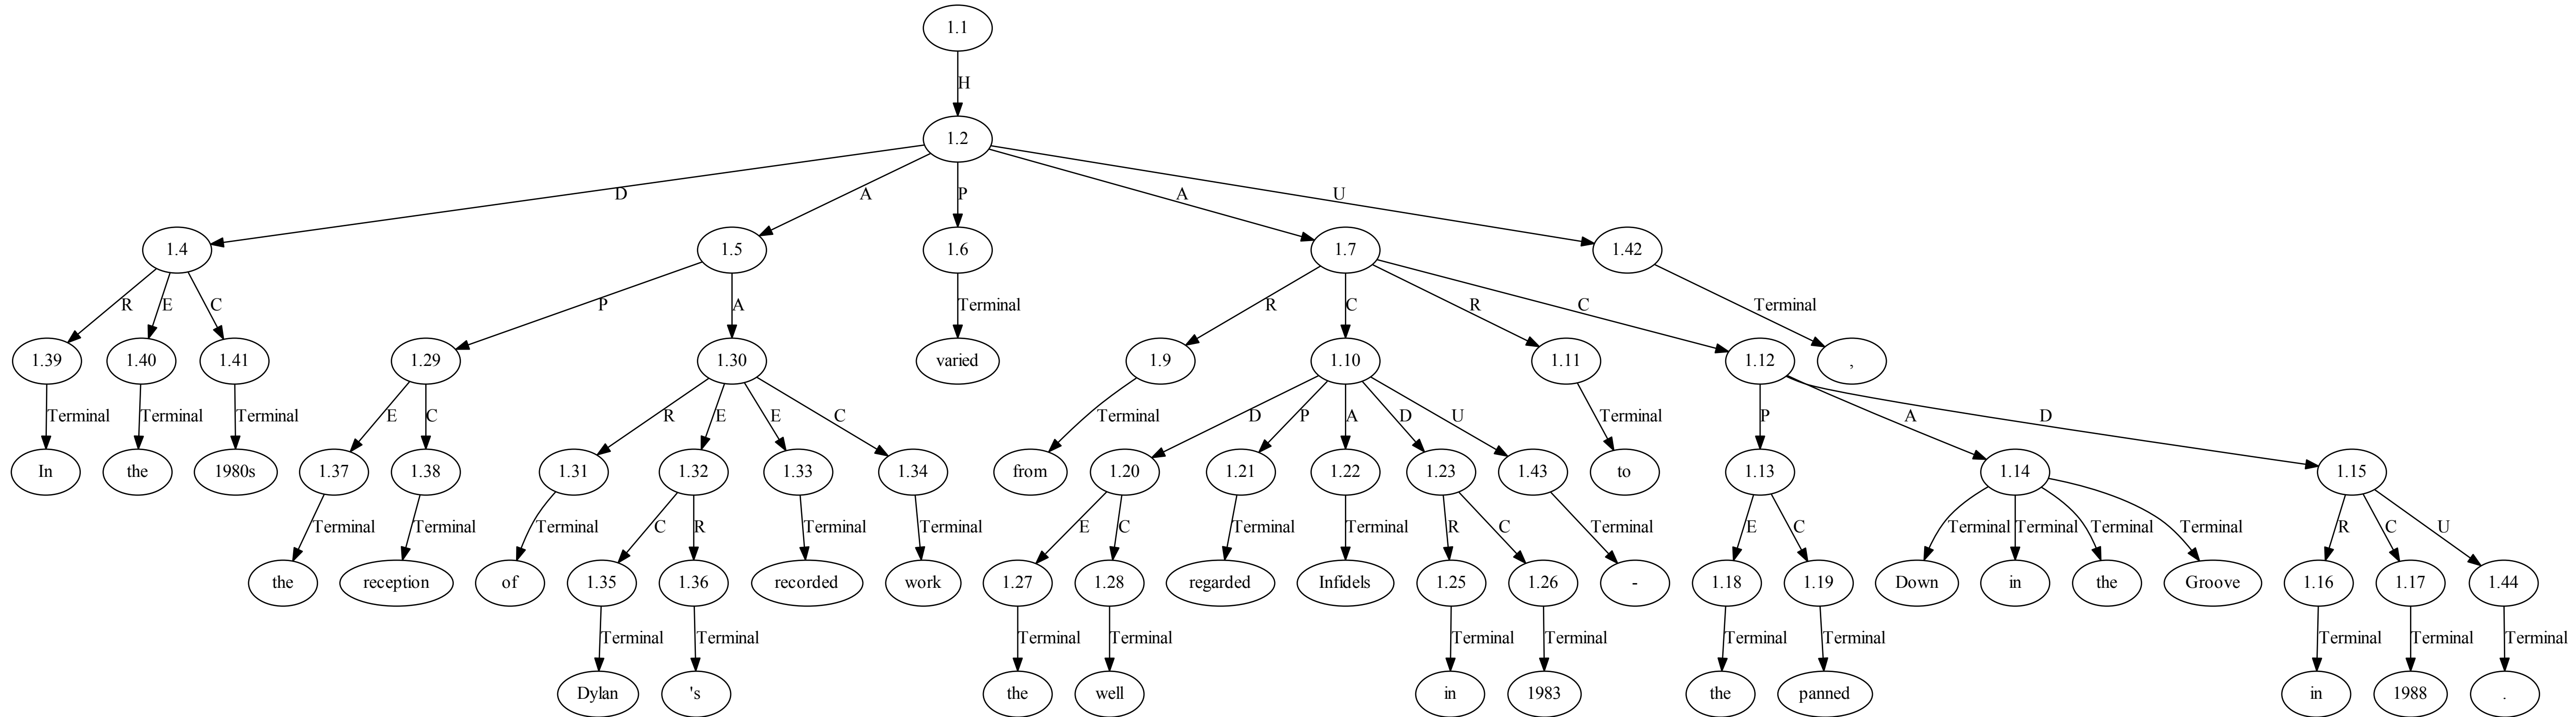 1.1
H
1.2
D A P A U
1.4 1.5 1.6 1.7 1.42
R E C P A Terminal R C R C Terminal
1.39 1.40 1.41 1.29 1.30 varied 1.9 1.10 1.11 1.12 ,
Terminal Terminal Terminal E C R E E C Terminal D P A D U Terminal P A D
In the 1980s 1.37 1.38 1.31 1.32 1.33 1.34 from 1.20 1.21 1.22 1.23 1.43 to 1.13 1.14 1.15
Terminal Terminal Terminal C R Terminal Terminal E C Terminal Terminal R C Terminal E C Terminal Terminal Terminal Terminal R C U
the reception of 1.35 1.36 recorded work 1.27 1.28 regarded Infidels 1.25 1.26 - 1.18 1.19 Down in the Groove 1.16 1.17 1.44
Terminal Terminal Terminal Terminal Terminal Terminal Terminal Terminal Terminal Terminal Terminal
Dylan 's the well in 1983 the panned in 1988 .